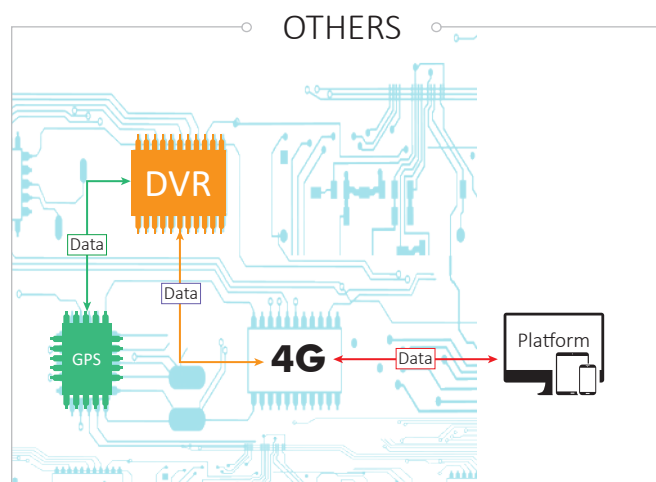 OTHERS
DVR
Data
Data
GPS
4G
Data
Platform